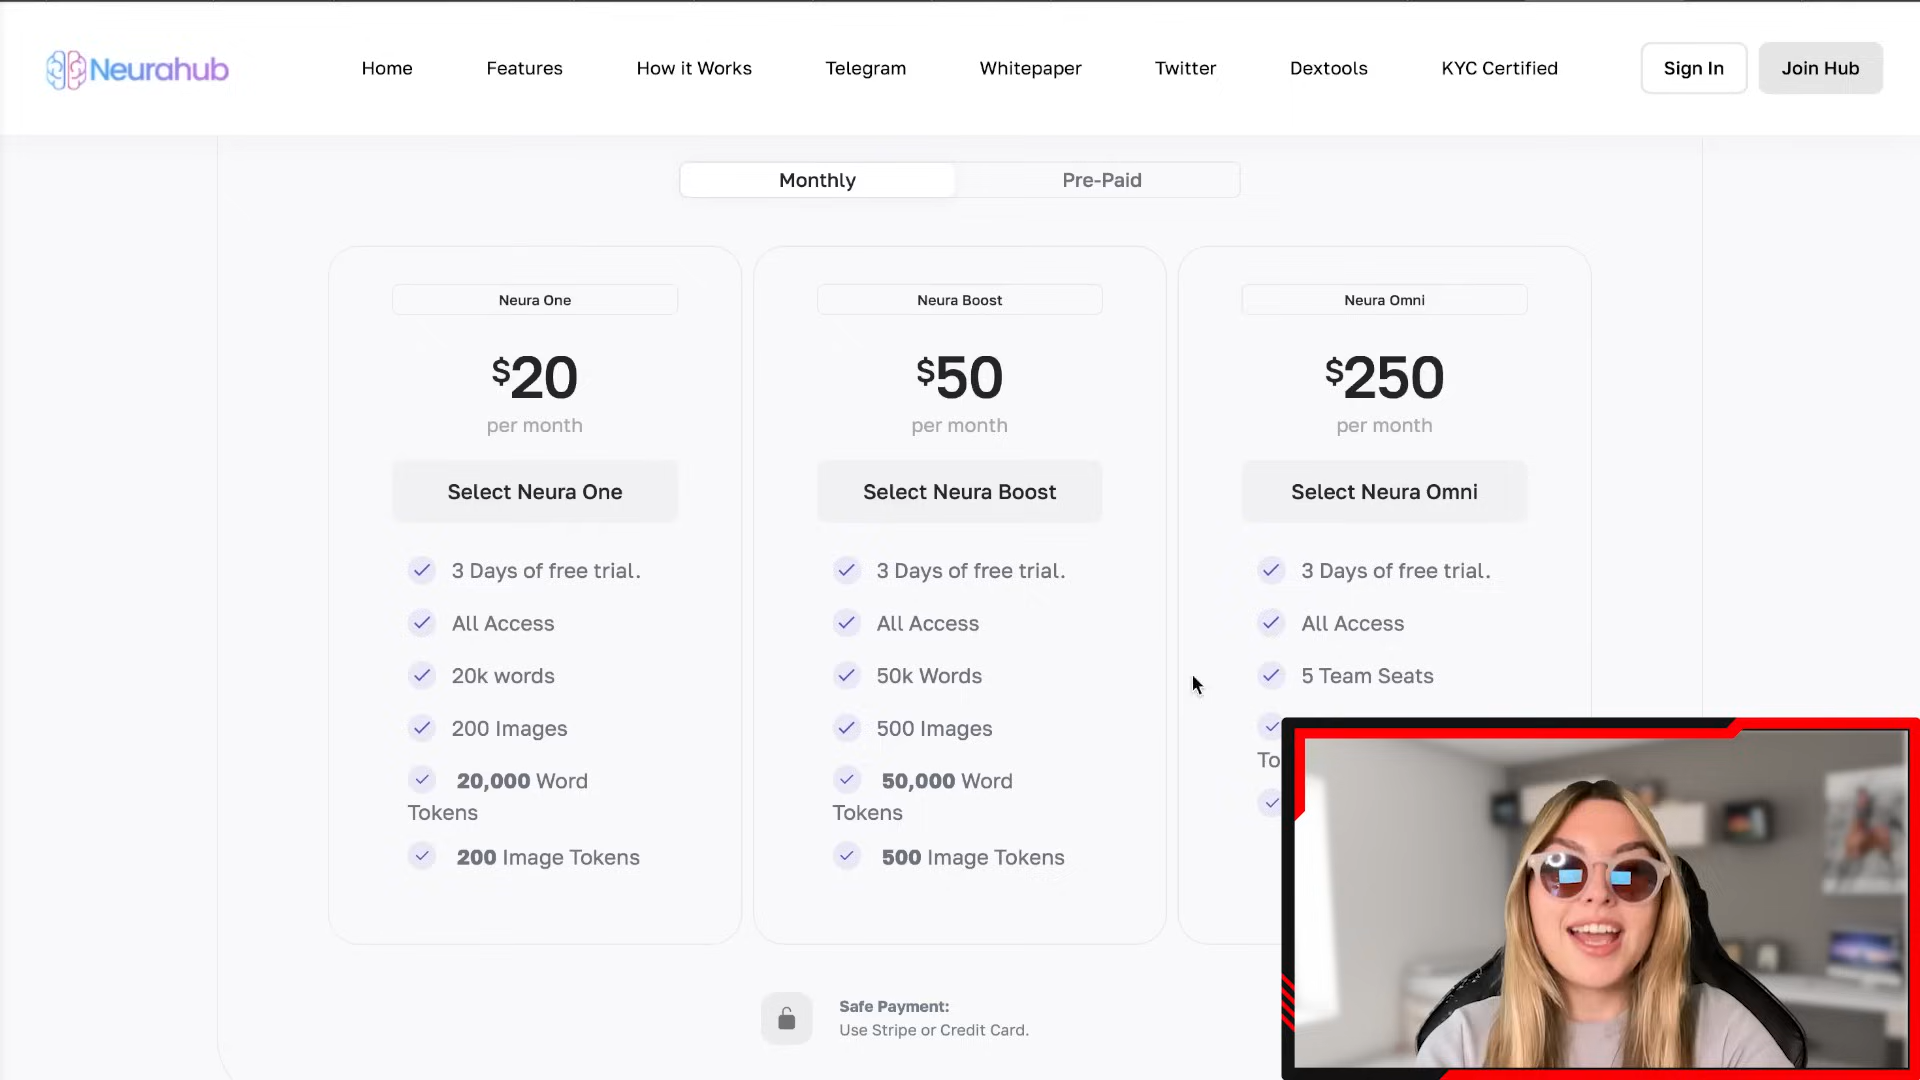 Neurahub
Home
Features
How it Works
Telegram
Whitepaper
Twitter
Dextools
KYC Certified
Sign In
Join Hub
Monthly
Pre-Paid
Neura One
$20
per month
Select Neura One
3 Days of free trial.
All Access
20k words
200 Images
20,000 Word
Tokens
200 Image Tokens
Neura Boost
$50
per month
Select Neura Boost
3 Days of free trial.
All Access
50k Words
500 Images
50,000 Word
Tokens
500 Image Tokens
Neura Omni
$250
per month
Select Neura Omni
3 Days of free trial.
All Access
5 Team Seats
To
Safe Payment:
Use Stripe or Credit Card.